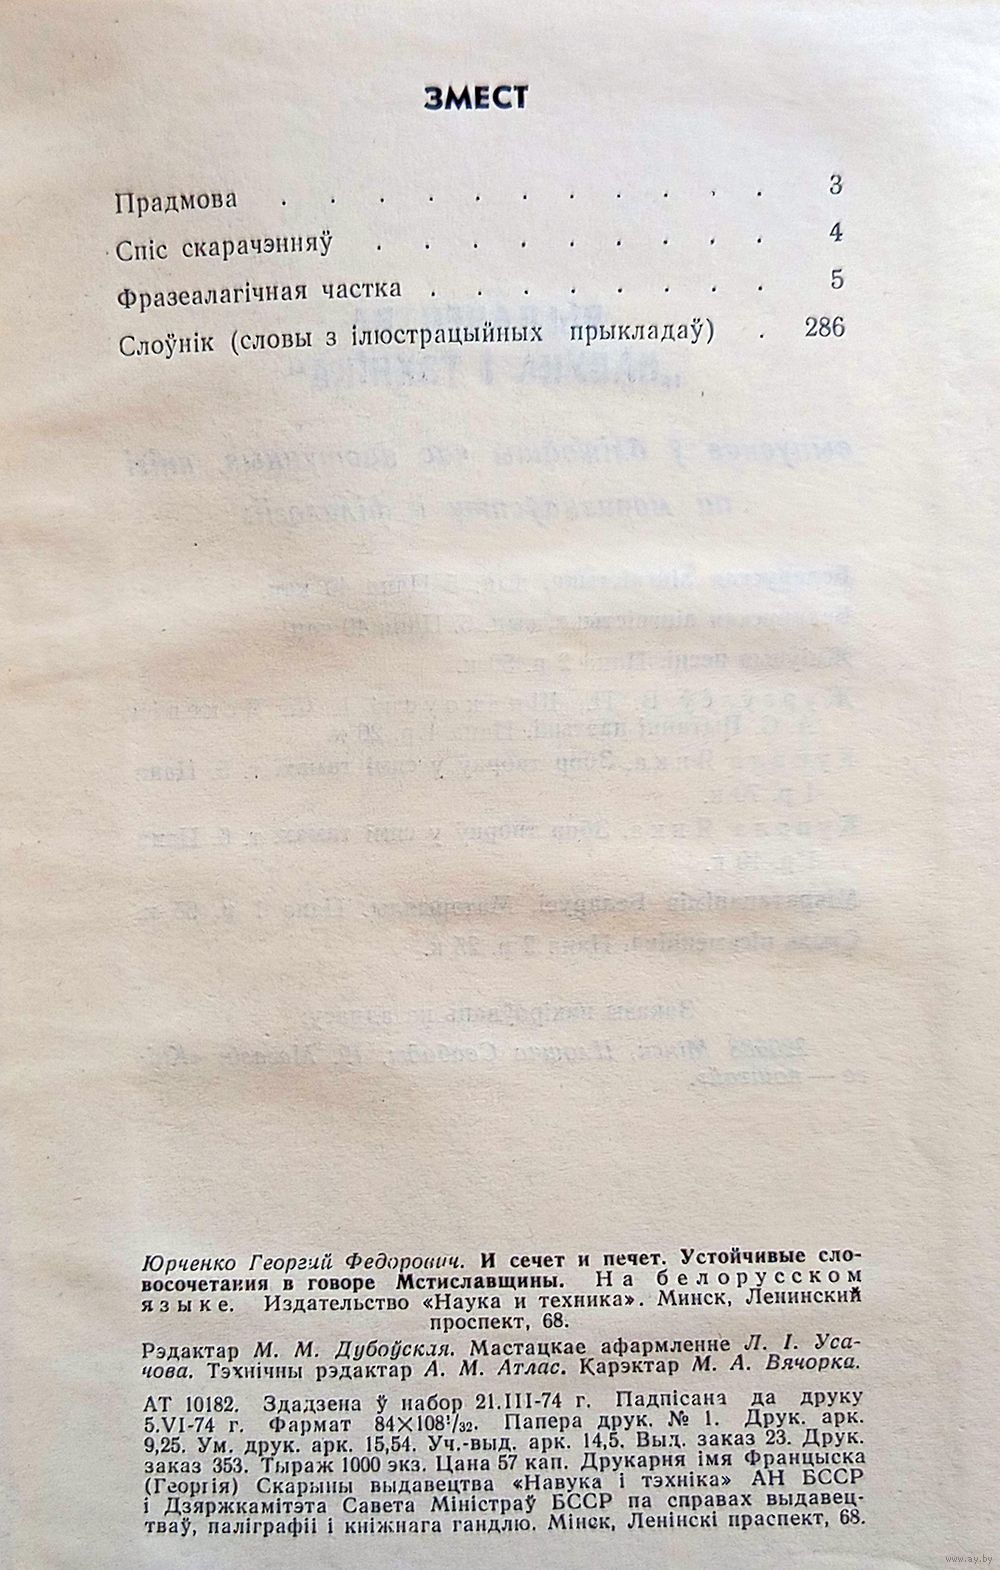 ЗМЕСТ
Прадмова . . . . . . . . . . . 3
Спіс скарачэнняў . . . . . . . . . 4
Фразеалагічная частка . . . . . . . . 5
Слоўнік (словы з ілюстрацыйных прыкладаў) . 286
Юрченко Георгий Федорович. И сечет и печет. Устойчивые сло-
восочетания в говоре Мстиславщины. На белорусском
языке. Издательство «Наука и техника». Минск, Ленинский
проспект, 68.
Рэдактар М. М. Дубоўская. Мастацкае афармленне Л. І. Уса-
чова. Тэхнічны рэдактар А. М. Атлас. Карэктар М. А. Вячорка.
АТ 10182. Здадзена ў набор 21.III-74 г. Падпісана да друку
5.VI-74 г. Фармат 84×108¹/₃₂. Папера друк. № 1. Друк. арк.
9,25. Ум. друк. арк. 15,54. Уч.-выд. арк. 14,5. Выд. заказ 23. Друк.
заказ 353. Тыраж 1000 экз. Цана 57 кап. Друкарня імя Францыска
(Георгія) Скарыны выдавецтва «Навука і тэхніка» АН БССР
і Дзяржкамітэта Савета Міністраў БССР па справах выдавец-
тваў, паліграфіі і кніжнага гандлю. Мінск, Ленінскі праспект, 68.
www.ay.by